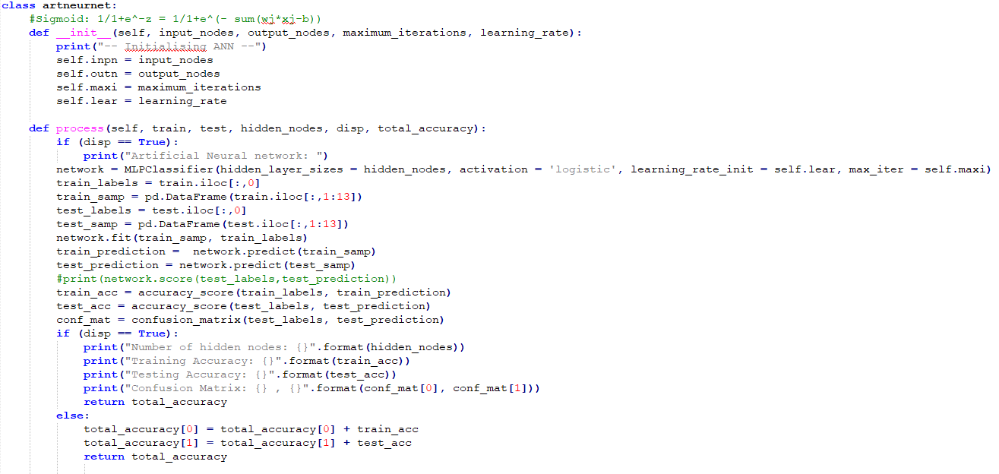 class artneurnet:
    #Sigmoid: 1/1+e^-z = 1/1+e^(- sum(wj*xj-b))
    def __init__(self, input_nodes, output_nodes, maximum_iterations, learning_rate):
        print("-- Initialising ANN --")
        self.inpn = input_nodes
        self.outn = output_nodes
        self.maxi = maximum_iterations
        self.lear = learning_rate

    def process(self, train, test, hidden_nodes, disp, total_accuracy):
        if (disp == True):
            print("Artificial Neural network: ")
        network = MLPClassifier(hidden_layer_sizes = hidden_nodes, activation = 'logistic', learning_rate_init = self.lear, max_iter = self.maxi)
        train_labels = train.iloc[:,0]
        train_samp = pd.DataFrame(train.iloc[:,1:13])
        test_labels = test.iloc[:,0]
        test_samp = pd.DataFrame(test.iloc[:,1:13])
        network.fit(train_samp, train_labels)
        train_prediction =  network.predict(train_samp)
        test_prediction = network.predict(test_samp)
        #print(network.score(test_labels,test_prediction))
        train_acc = accuracy_score(train_labels, train_prediction)
        test_acc = accuracy_score(test_labels, test_prediction)
        conf_mat = confusion_matrix(test_labels, test_prediction)
        if (disp == True):
            print("Number of hidden nodes: {}".format(hidden_nodes))
            print("Training Accuracy: {}".format(train_acc))
            print("Testing Accuracy: {}".format(test_acc))
            print("Confusion Matrix: {} , {}".format(conf_mat[0], conf_mat[1]))
            return total_accuracy
        else:
            total_accuracy[0] = total_accuracy[0] + train_acc
            total_accuracy[1] = total_accuracy[1] + test_acc
            return total_accuracy